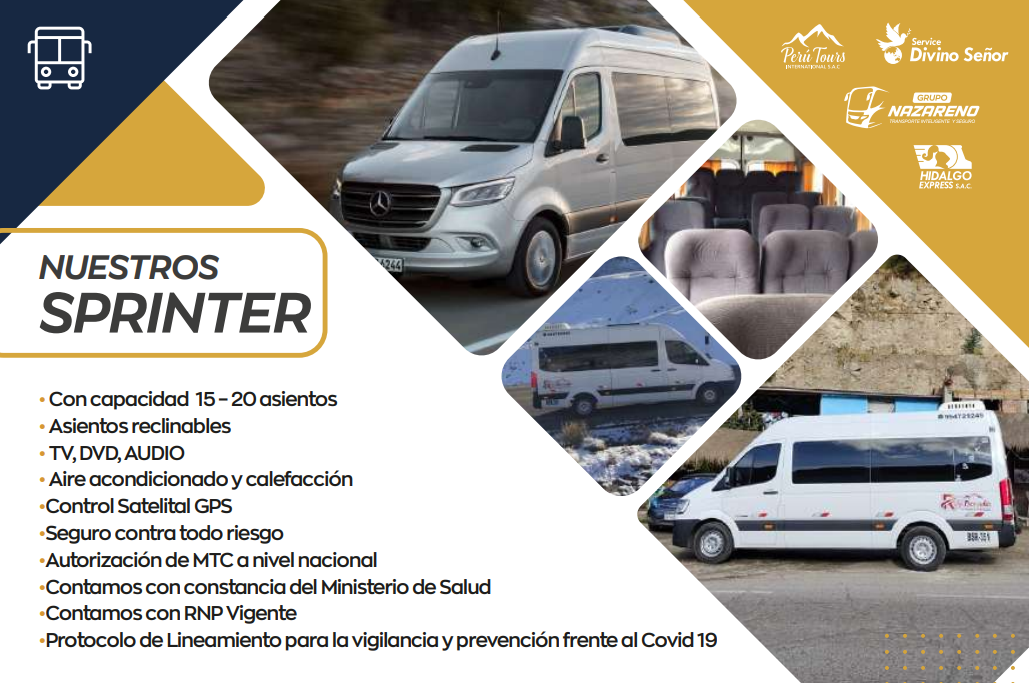 Perú Tours
INTERNATIONAL S.A.C
Service
Divino Señor
GRUPO
NAZARENO
TRANSPORTE INTELIGENTE Y SEGURO
HIDALGO
EXPRESS S.A.C.
NUESTROS
SPRINTER
• Con capacidad 15 – 20 asientos
• Asientos reclinables
• TV, DVD, AUDIO
• Aire acondicionado y calefacción
•Control Satelital GPS
•Seguro contra todo riesgo
•Autorización de MTC a nivel nacional
•Contamos con constancia del Ministerio de Salud
•Contamos con RNP Vigente
•Protocolo de Lineamiento para la vigilancia y prevención frente al Covid 19